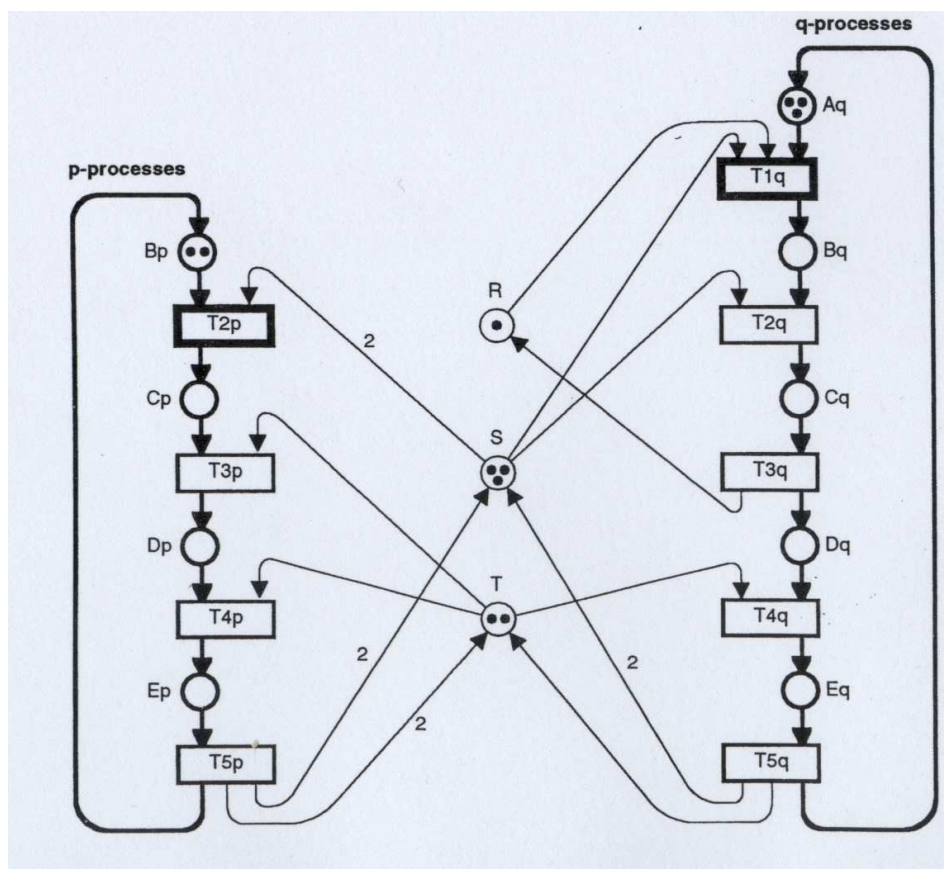 q-processes
Aq
T1q
p-processes
Bp
Bq
R
T2p
T2q
2
Cp
Cq
S
T3p
T3q
Dp
Dq
T
T4p
T4q
2
2
Ep
Eq
2
T5p
T5q